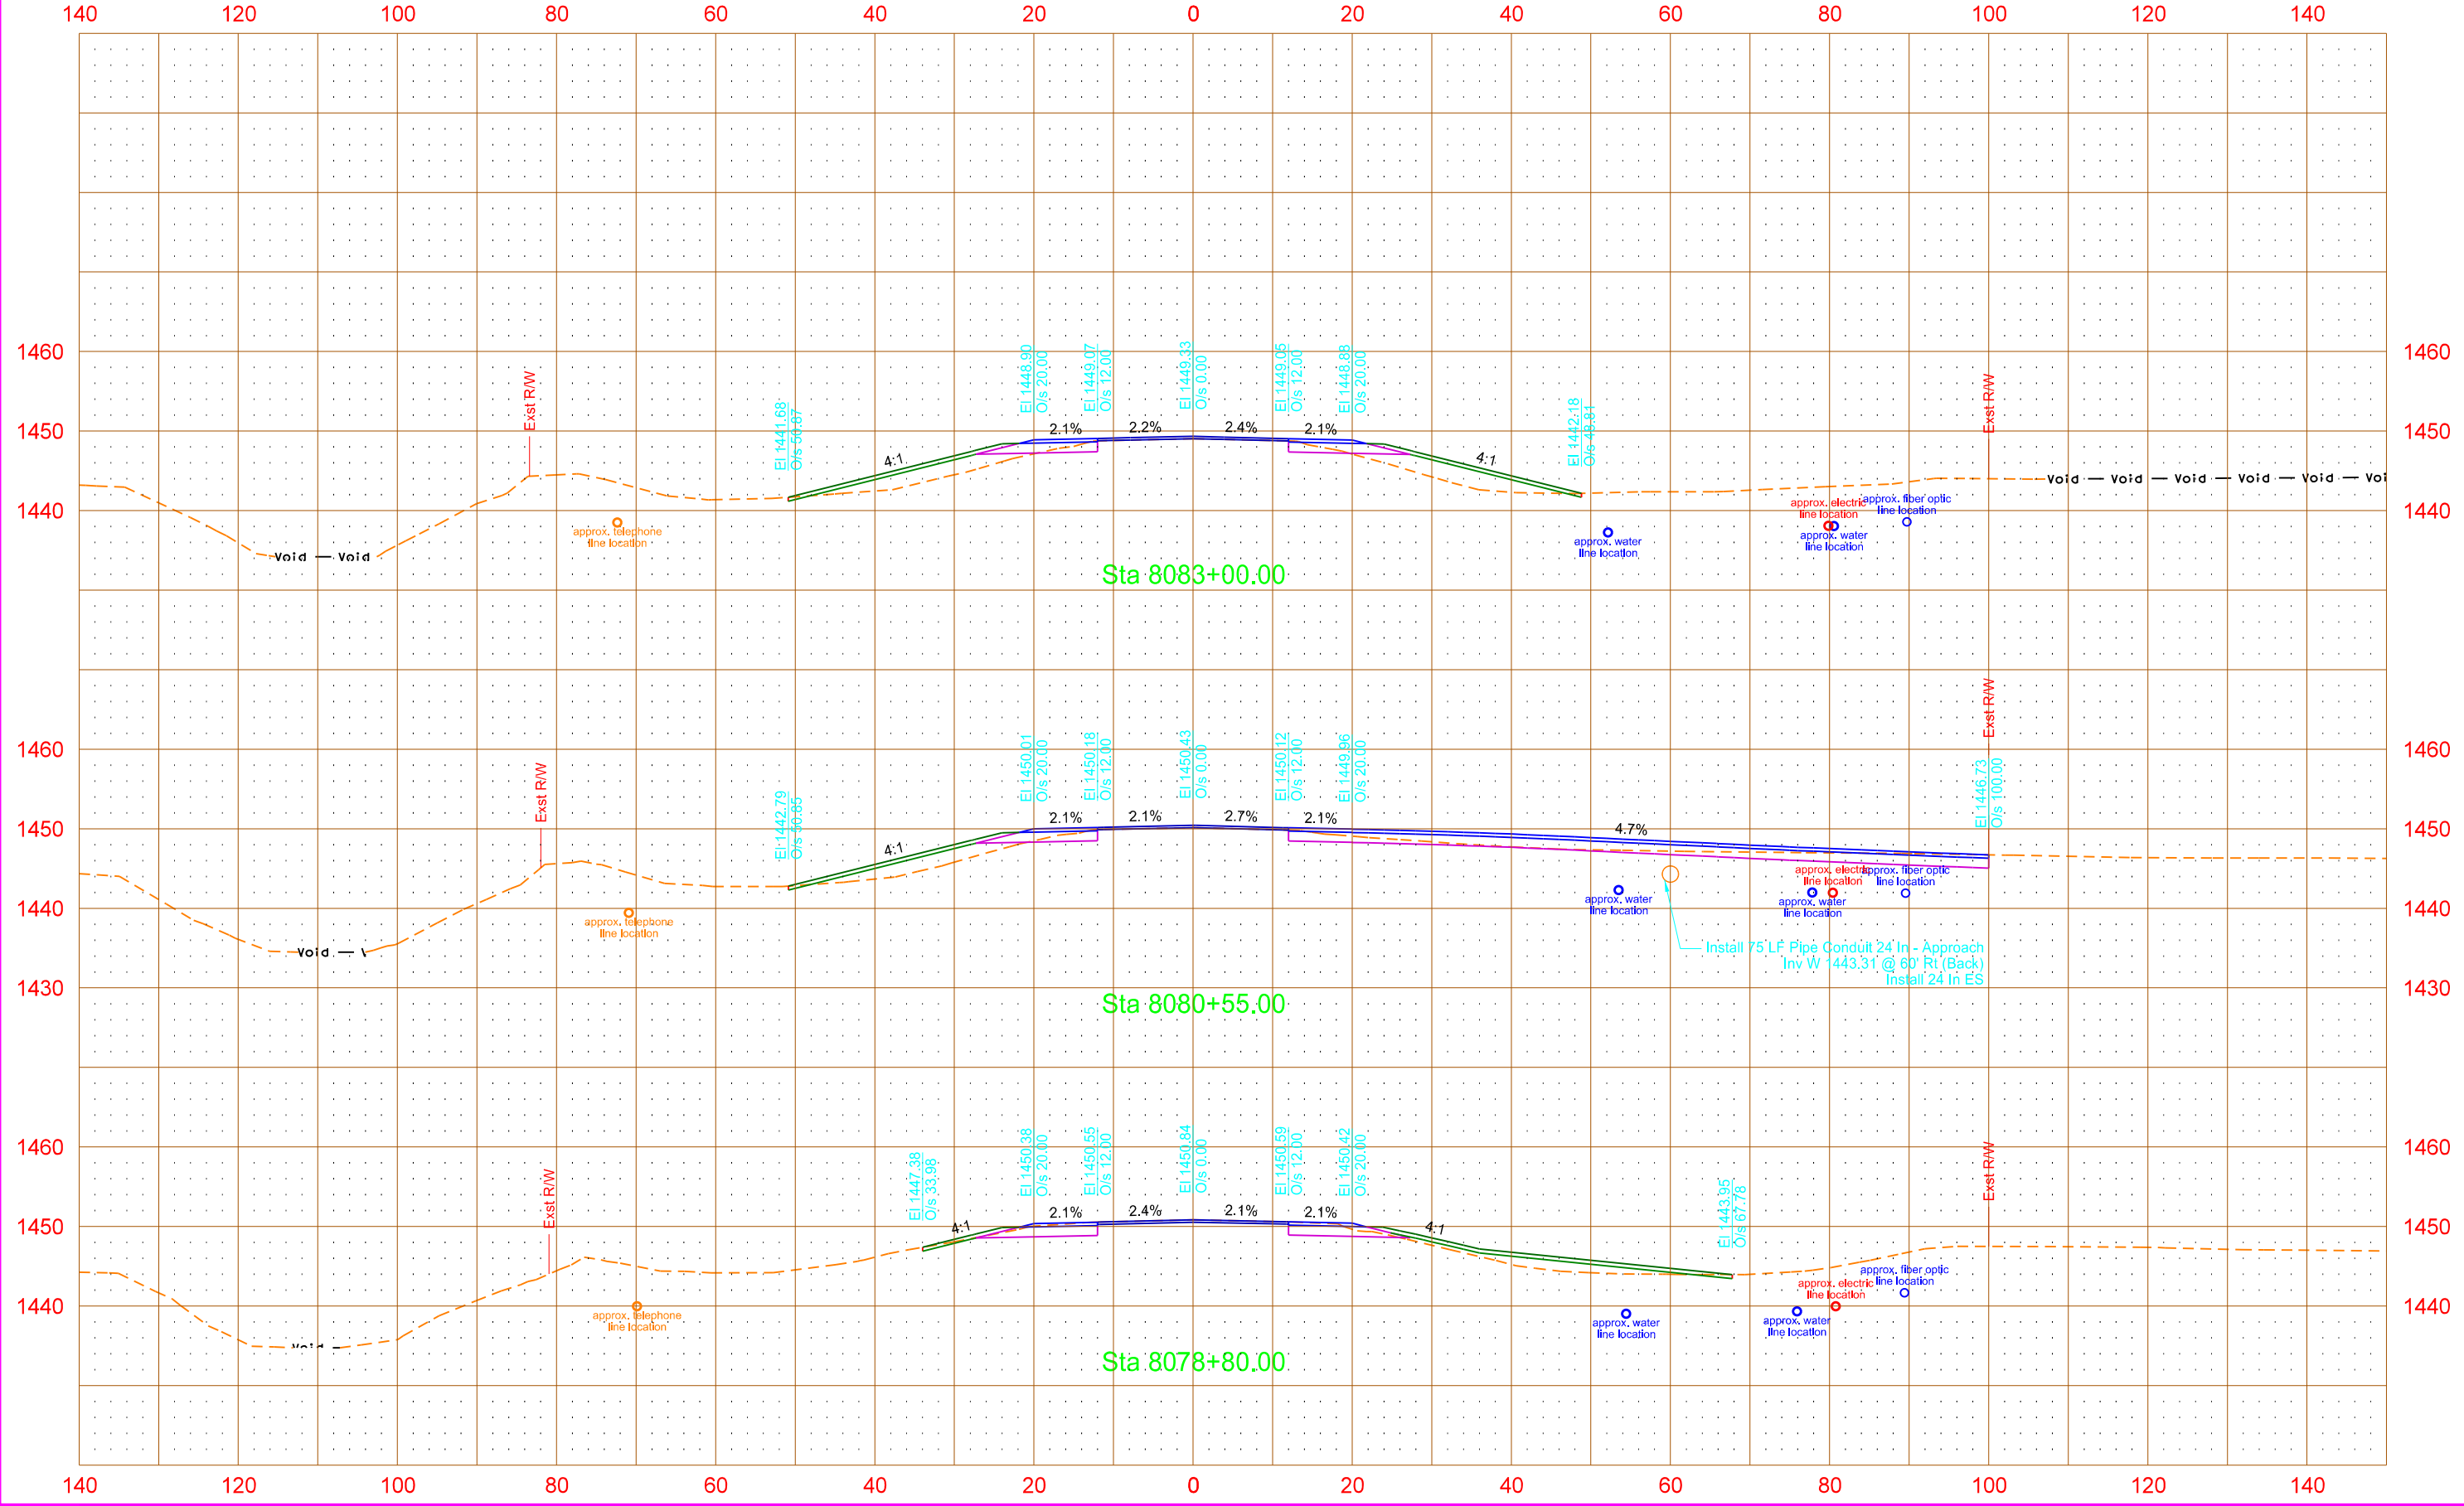 140 120 100 80 60 40 20 0 20 40 60 80 100 120 140
1460 1460
1450 1450
1440 1440
Exst R/W
El 1441.68
O/s 50.87
El 1448.90
O/s 20.00
El 1449.07
O/s 12.00
El 1449.33
O/s 0.00
El 1449.05
O/s 12.00
El 1448.88
O/s 20.00
El 1442.18
O/s 48.81
Exst R/W
4:1 2.1% 2.2% 2.4% 2.1% 4:1
Void Void
Void Void Void Void Void Voi
approx. telephone
line location
approx. water
line location
approx. electric
line location
approx. water
line location
approx. fiber optic
line location
Sta 8083+00.00
1460 1460
1450 1450
1440 1440
1430 1430
Exst R/W
El 1442.79
O/s 50.85
El 1450.01
O/s 20.00
El 1450.18
O/s 12.00
El 1450.43
O/s 0.00
El 1450.12
O/s 12.00
El 1449.96
O/s 20.00
Exst R/W
El 1446.73
O/s 100.00
4:1 2.1% 2.1% 2.7% 2.1% 4.7%
Void
approx. telephone
line location
approx. water
line location
approx. electric
line location
approx. water
line location
approx. fiber optic
line location
Install 75 LF Pipe Conduit 24 In - Approach
Inv W 1443.31 @ 60' Rt (Back)
Install 24 In ES
Sta 8080+55.00
1460 1460
1450 1450
1440 1440
Exst R/W
El 1447.38
O/s 33.98
El 1450.38
O/s 20.00
El 1450.55
O/s 12.00
El 1450.84
O/s 0.00
El 1450.59
O/s 12.00
El 1450.42
O/s 20.00
El 1443.95
O/s 67.78
Exst R/W
4:1 2.1% 2.4% 2.1% 2.1% 4:1
Void
approx. telephone
line location
approx. water
line location
approx. water
line location
approx. electric
line location
approx. fiber optic
line location
Sta 8078+80.00
140 120 100 80 60 40 20 0 20 40 60 80 100 120 140